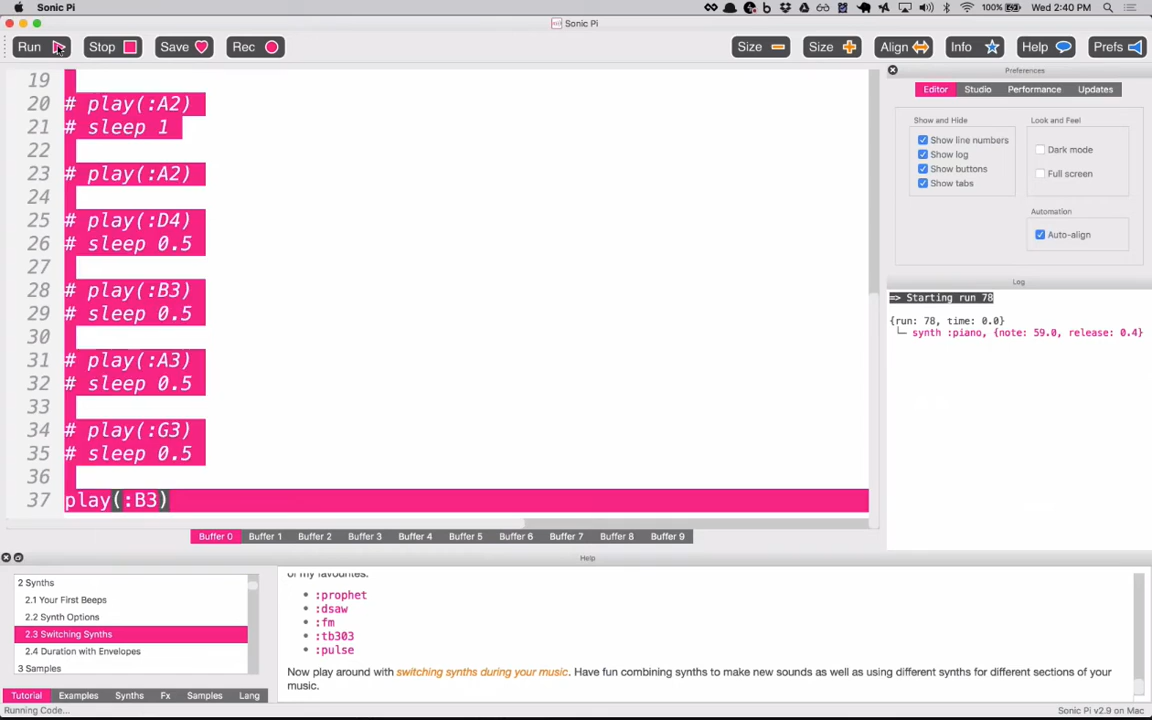 Sonic Pi
100%
Wed 2:40 PM
Sonic Pi
Run
Stop
Save
Rec
Size
Size
Align
Info
Help
Prefs
19
20 # play(:A2)
21 # sleep 1
22
23 # play(:A2)
24
25 # play(:D4)
26 # sleep 0.5
27
28 # play(:B3)
29 # sleep 0.5
30
31 # play(:A3)
32 # sleep 0.5
33
34 # play(:G3)
35 # sleep 0.5
36
37 play(:B3)
Preferences
Editor Studio Performance Updates
Show and Hide
Show line numbers
Show log
Show buttons
Show tabs
Look and Feel
Dark mode
Full screen
Automation
Auto-align
Log
=> Starting run 78
{run: 78, time: 0.0}
└─ synth :piano, {note: 59.0, release: 0.4}
Buffer 0 Buffer 1 Buffer 2 Buffer 3 Buffer 4 Buffer 5 Buffer 6 Buffer 7 Buffer 8 Buffer 9
Help
2 Synths
2.1 Your First Beeps
2.2 Synth Options
2.3 Switching Synths
2.4 Duration with Envelopes
3 Samples
Tutorial Examples Synths Fx Samples Lang
of my favourites:
• :prophet
• :dsaw
• :fm
• :tb303
• :pulse
Now play around with switching synths during your music. Have fun combining synths to make new sounds as well as using different synths for different sections of your
music.
Running Code...
Sonic Pi v2.9 on Mac